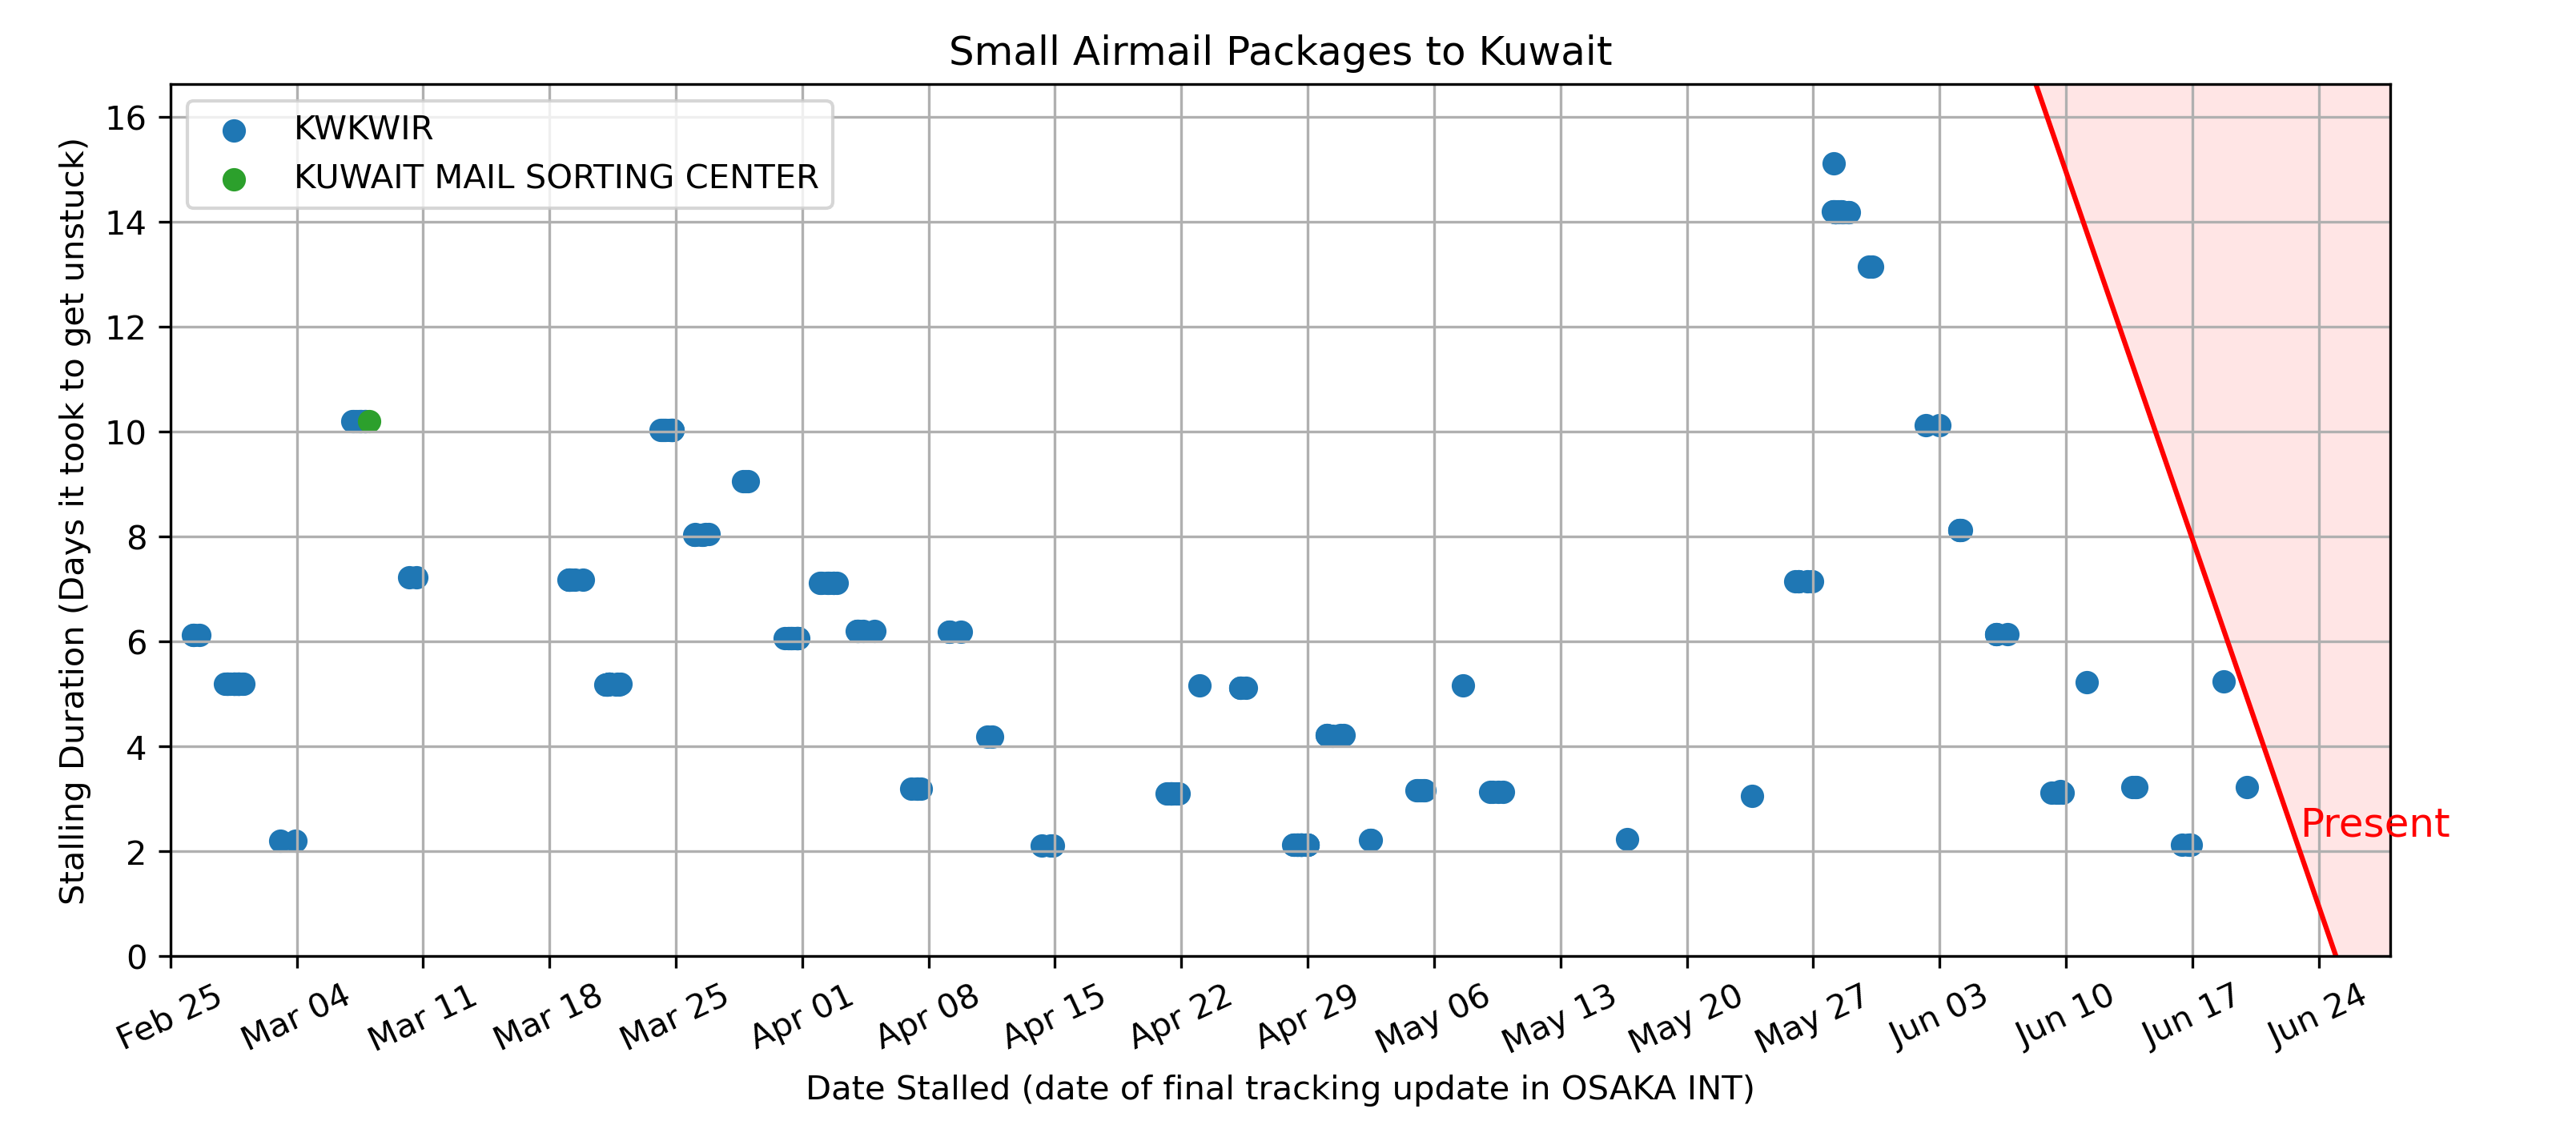 Small Airmail Packages to Kuwait
KWKWIR
KUWAIT MAIL SORTING CENTER
Stalling Duration (Days it took to get unstuck)
16
14
12
10
8
6
4
2
0
Present
Feb 25
Mar 04
Mar 11
Mar 18
Mar 25
Apr 01
Apr 08
Apr 15
Apr 22
Apr 29
May 06
May 13
May 20
May 27
Jun 03
Jun 10
Jun 17
Jun 24
Date Stalled (date of final tracking update in OSAKA INT)